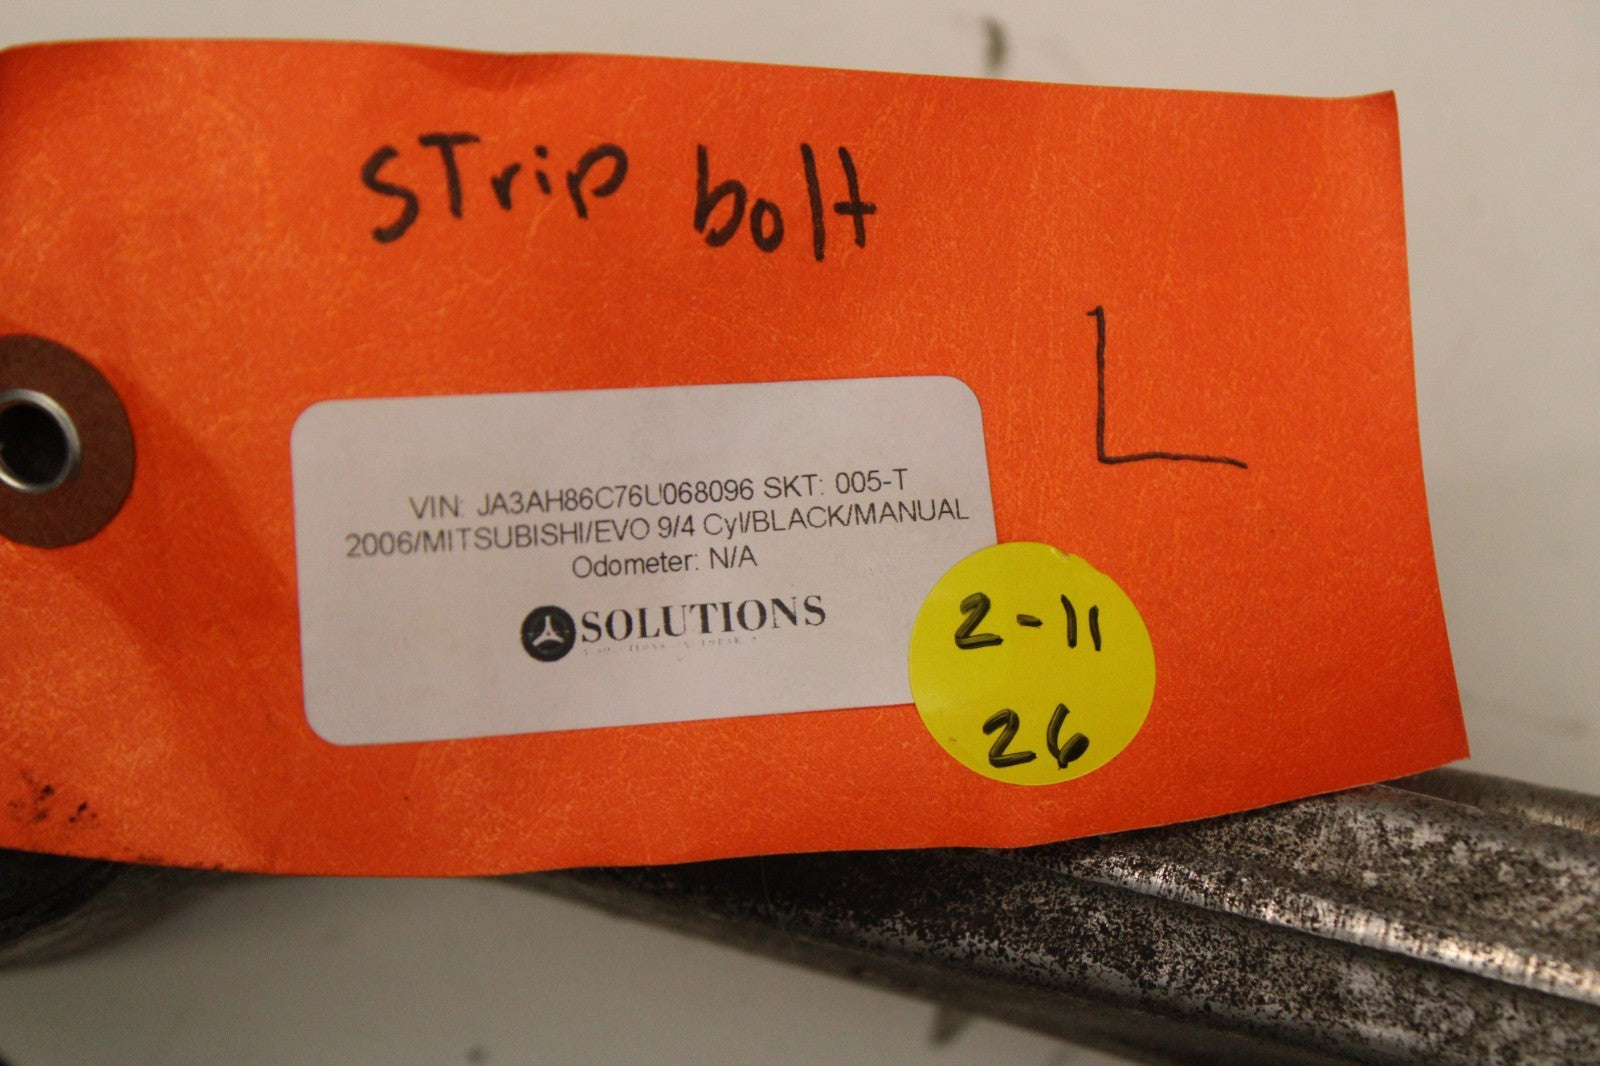 sTrip bolt
L
VIN: JA3AH86C76U068096 SKT: 005-T
2006/MITSUBISHI/EVO 9/4 Cyl/BLACK/MANUAL
Odometer: N/A
SOLUTIONS
2-11
26